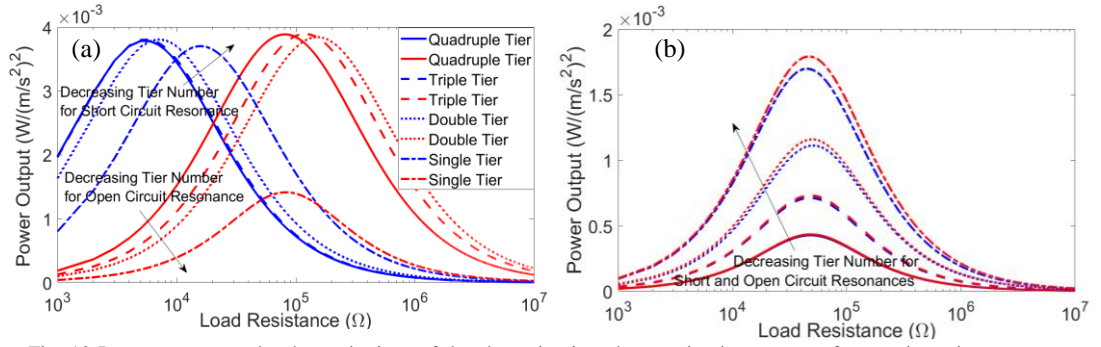 ×10⁻³
(a)
4
3
2
1
0
Power Output (W/(m/s²)²)
Decreasing Tier Number
for Short Circuit Resonance
Decreasing Tier Number
for Open Circuit Resonance
Quadruple Tier
Quadruple Tier
Triple Tier
Triple Tier
Double Tier
Double Tier
Single Tier
Single Tier
10³ 10⁴ 10⁵ 10⁶ 10⁷
Load Resistance (Ω)
×10⁻³
(b)
2
1.5
1
0.5
0
Power Output (W/(m/s²)²)
Decreasing Tier Number for
Short and Open Circuit Resonances
10³ 10⁴ 10⁵ 10⁶ 10⁷
Load Resistance (Ω)